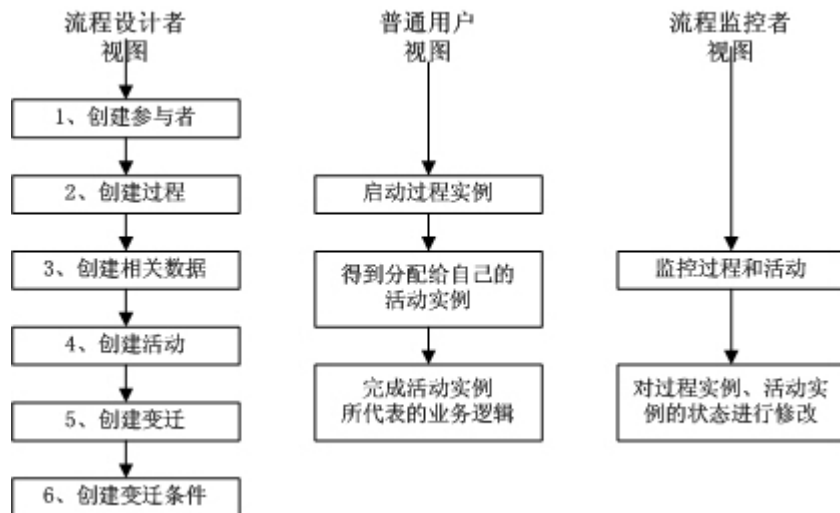 流程设计者
视图
1、创建参与者
2、创建过程
3、创建相关数据
4、创建活动
5、创建变迁
6、创建变迁条件
普通用户
视图
启动过程实例
得到分配给自己的
活动实例
完成活动实例
所代表的业务逻辑
流程监控者
视图
监控过程和活动
对过程实例、活动实
例的状态进行修改